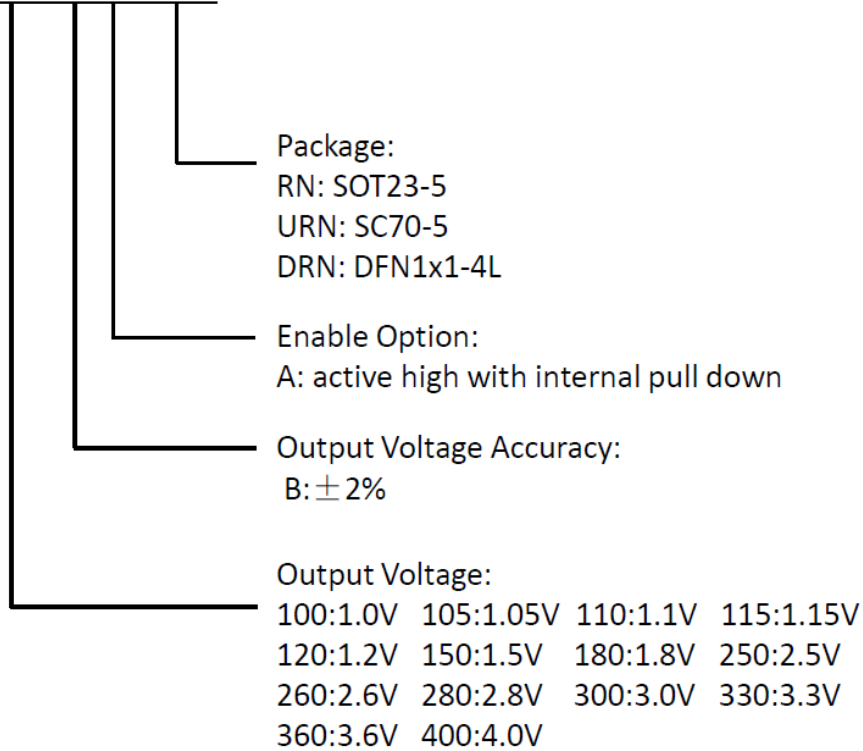 Package:
RN: SOT23-5
URN: SC70-5
DRN: DFN1x1-4L
Enable Option:
A: active high with internal pull down
Output Voltage Accuracy:
B:±2%
Output Voltage:
100:1.0V 105:1.05V 110:1.1V 115:1.15V
120:1.2V 150:1.5V 180:1.8V 250:2.5V
260:2.6V 280:2.8V 300:3.0V 330:3.3V
360:3.6V 400:4.0V